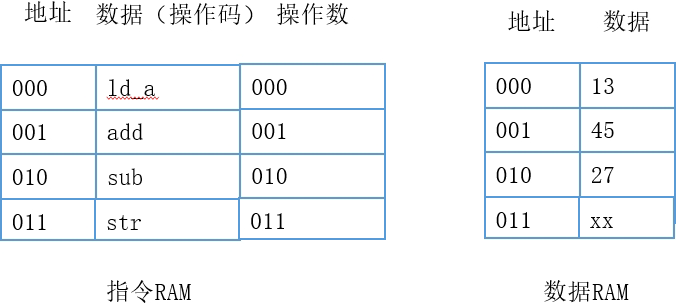 地址 数据（操作码） 操作数
000 ld_a 000
001 add 001
010 sub 010
011 str 011
指令RAM
地址 数据
000 13
001 45
010 27
011 xx
数据RAM